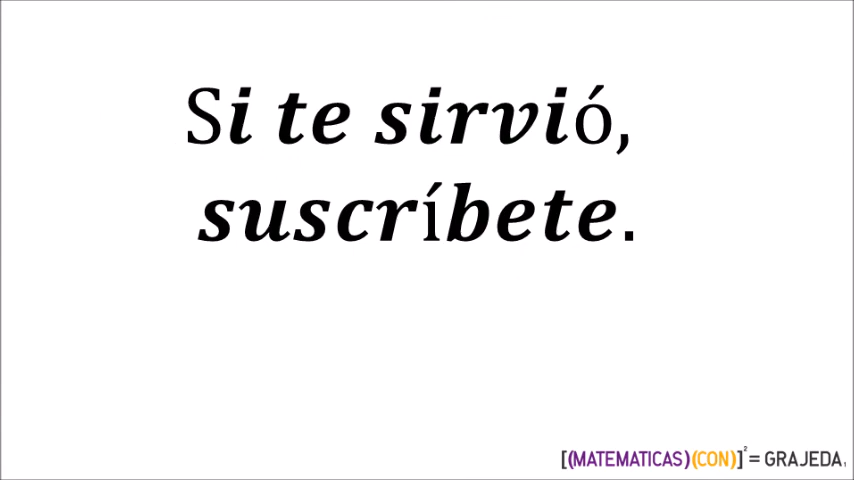 Si te sirvió,
suscríbete.
[(MATEMATICAS)(CON)]²= GRAJEDA,